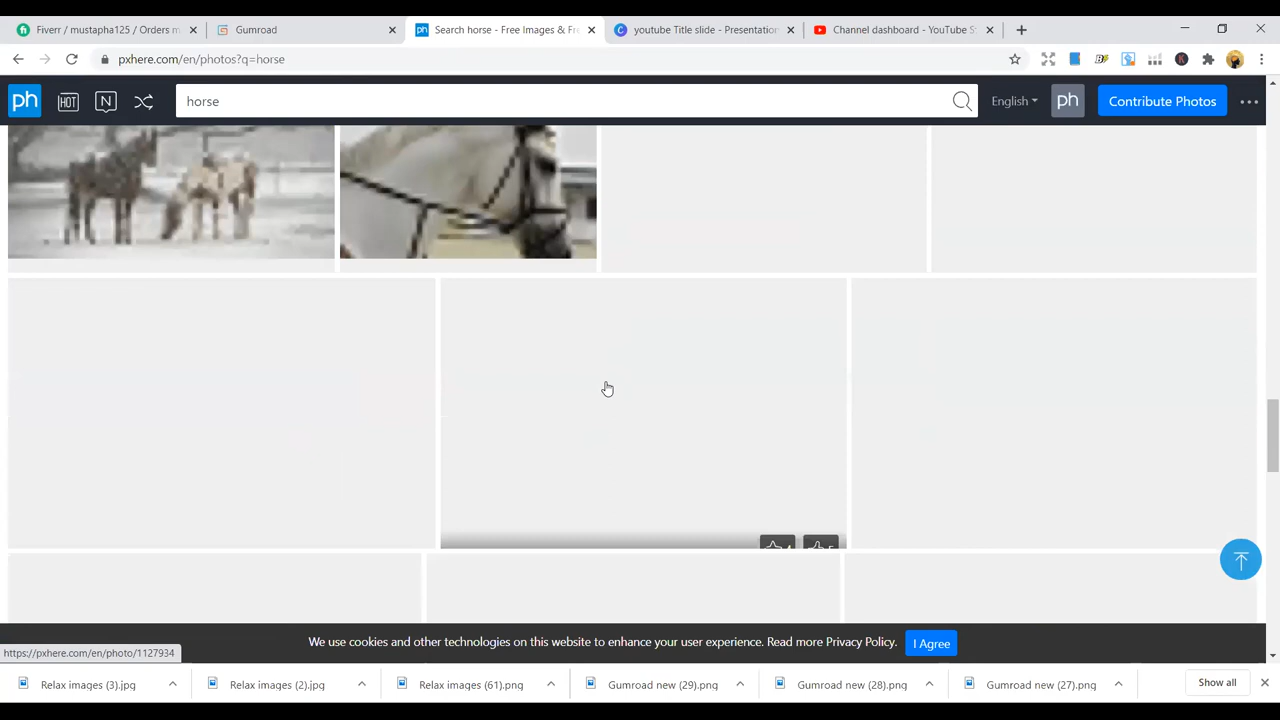 Fiverr / mustapha125 / Orders m
Gumroad
Search horse - Free Images & Fr
youtube Title slide - Presentation
Channel dashboard - YouTube S
pxhere.com/en/photos?q=horse
ph
HOT
N
horse
English
ph
Contribute Photos
We use cookies and other technologies on this website to enhance your user experience. Read more Privacy Policy.
I Agree
https://pxhere.com/en/photo/1127934
Relax images (3).jpg
Relax images (2).jpg
Relax images (61).png
Gumroad new (29).png
Gumroad new (28).png
Gumroad new (27).png
Show all